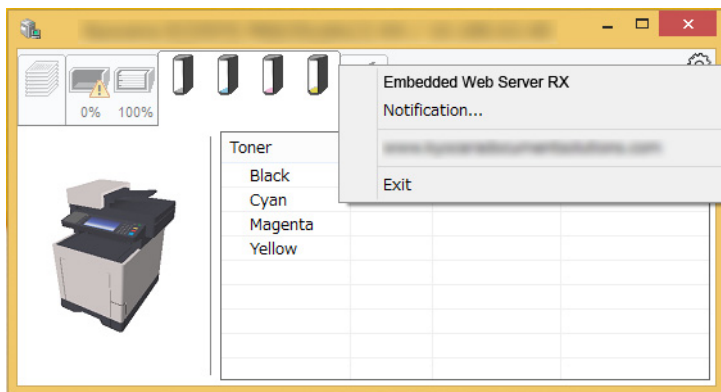 0% 100%
Embedded Web Server RX
Notification...
Exit
Toner
Black
Cyan
Magenta
Yellow